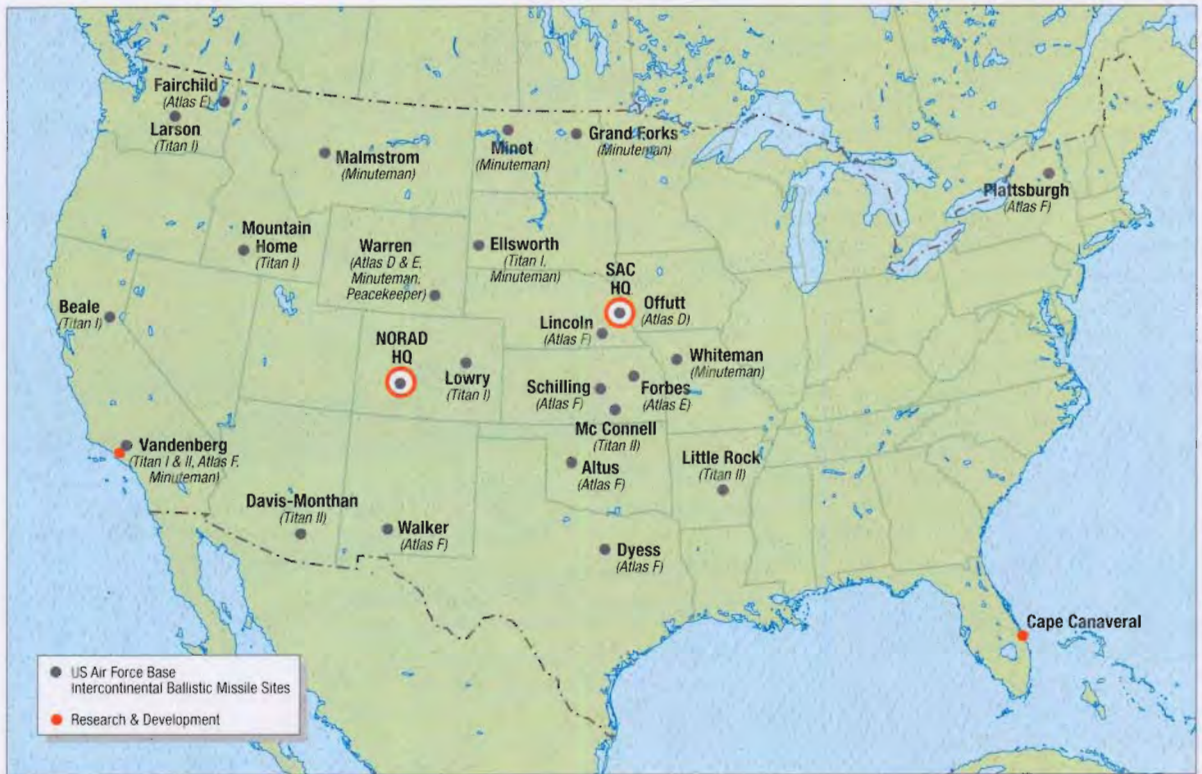 Fairchild
(Atlas E)
Larson
(Titan I)
Malmstrom
(Minuteman)
Minot
(Minuteman)
Grand Forks
(Minuteman)
Plattsburgh
(Atlas F)
Mountain
Home
(Titan I)
Warren
(Atlas D & E,
Minuteman,
Peacekeeper)
Ellsworth
(Titan I,
Minuteman)
SAC
HQ
Offutt
(Atlas D)
Beale
(Titan I)
NORAD
HQ
Lincoln
(Atlas F)
Lowry
(Titan I)
Whiteman
(Minuteman)
Schilling
(Atlas F)
Forbes
(Atlas E)
Mc Connell
(Titan II)
Vandenberg
(Titan I & II, Atlas F,
Minuteman)
Altus
(Atlas F)
Little Rock
(Titan II)
Davis-Monthan
(Titan II)
Walker
(Atlas F)
Dyess
(Atlas F)
Cape Canaveral
US Air Force Base
Intercontinental Ballistic Missile Sites
Research & Development